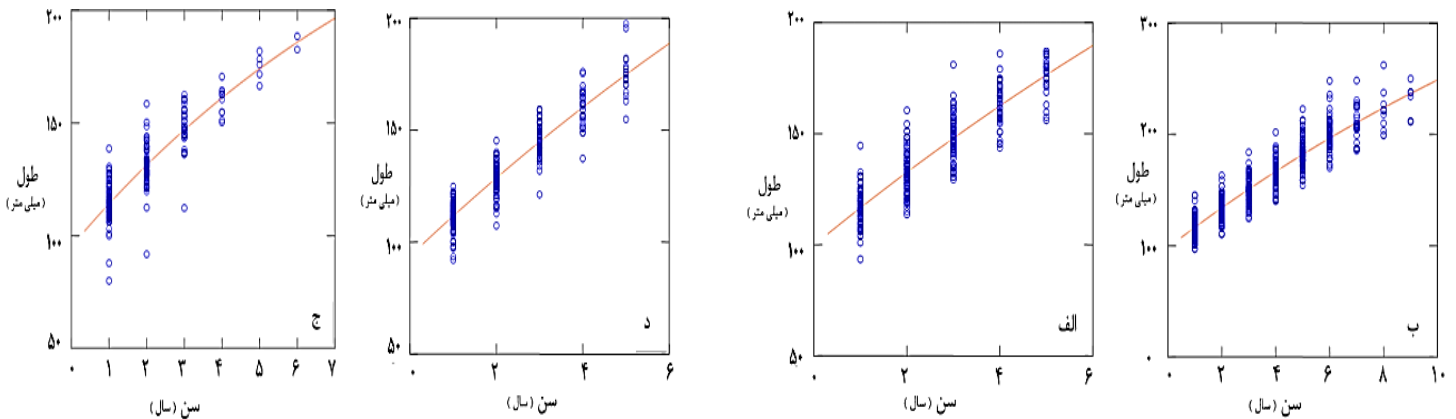 ۲۰۰
۱۵۰
۱۰۰
۵۰
طول
(میلی متر)
ج
۰ ۱ ۲ ۳ ۴ ۵ ۶ ۷
سن (سال)
۲۰۰
۱۵۰
۱۰۰
۵۰
طول
(میلی متر)
د
۰ ۲ ۴ ۶
سن (سال)
۲۰۰
۱۵۰
۱۰۰
۵۰
طول
(میلی متر)
الف
۰ ۲ ۴ ۶
سن (سال)
۳۰۰
۲۰۰
۱۰۰
۰
طول
(میلی متر)
ب
۰ ۲ ۴ ۶ ۸ ۱۰
سن (سال)